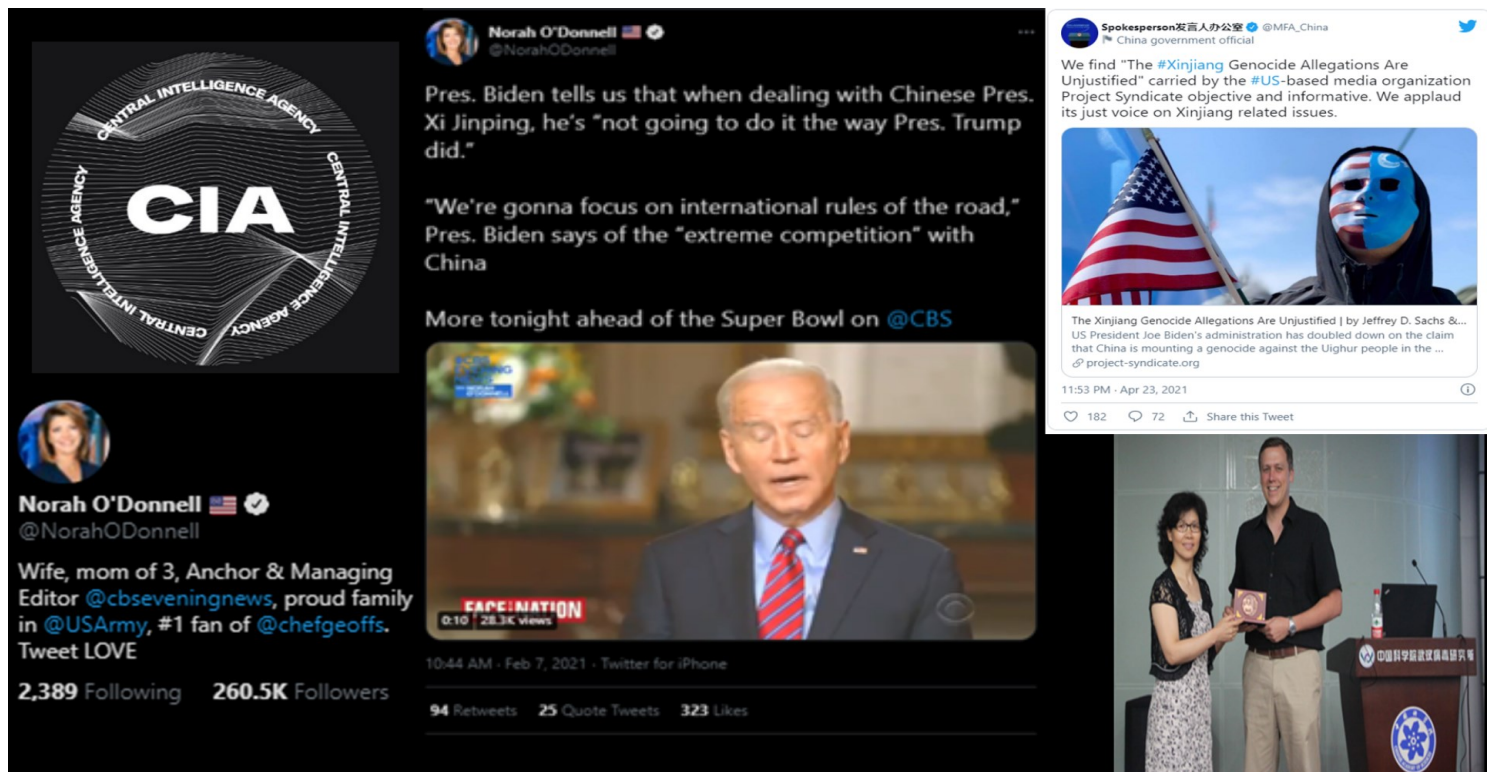 CENTRAL INTELLIGENCE AGENCY
CENTRAL INTELLIGENCE AGENCY
CENTRAL INTELLIGENCE AGENCY
CENTRAL INTELLIGENCE AGENCY
CIA
Norah O'Donnell
@NorahODonnell
Wife, mom of 3, Anchor & Managing
Editor @cbseveningnews, proud family
in @USArmy, #1 fan of @chefgeoffs.
Tweet LOVE
2,389 Following 260.5K Followers
Norah O'Donnell
@NorahODonnell
Pres. Biden tells us that when dealing with Chinese Pres.
Xi Jinping, he's “not going to do it the way Pres. Trump
did.”
“We're gonna focus on international rules of the road,”
Pres. Biden says of the “extreme competition” with
China
More tonight ahead of the Super Bowl on @CBS
EVENING
FACE THE NATION
0:10 28.3K views
10:44 AM · Feb 7, 2021 · Twitter for iPhone
94 Retweets 25 Quote Tweets 323 Likes
Spokesperson发言人办公室 @MFA_China
China government official
We find "The #Xinjiang Genocide Allegations Are
Unjustified" carried by the #US-based media organization
Project Syndicate objective and informative. We applaud
its just voice on Xinjiang related issues.
The Xinjiang Genocide Allegations Are Unjustified | by Jeffrey D. Sachs &...
US President Joe Biden's administration has doubled down on the claim
that China is mounting a genocide against the Uighur people in the ...
project-syndicate.org
11:53 PM · Apr 23, 2021
182 72 Share this Tweet
中国科学院武汉病毒研究所